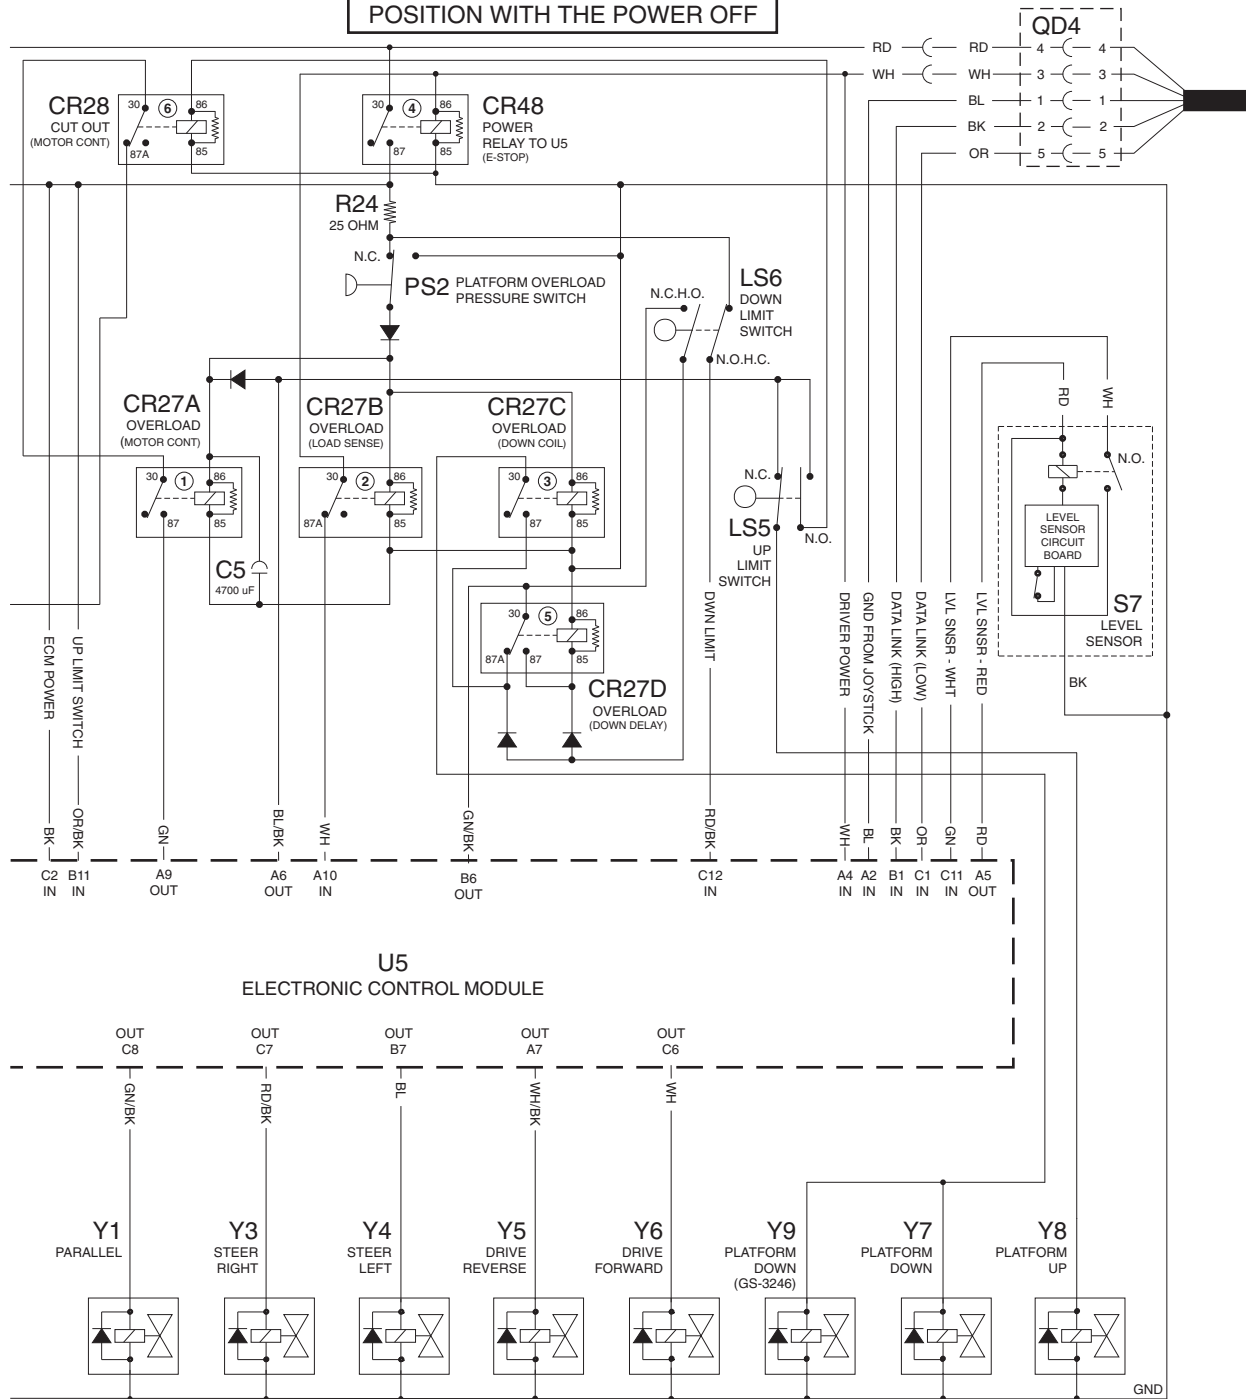 POSITION WITH THE POWER OFF
QD4
RD RD 4 4
WH WH 3 3
BL 1 1
BK 2 2
OR 5 5
CR28
CUT OUT
(MOTOR CONT)
30 6 86
87A 85
30 4 86
87 85
CR48
POWER
RELAY TO U5
(E-STOP)
R24
25 OHM
N.C.
PS2 PLATFORM OVERLOAD
PRESSURE SWITCH
N.C.H.O.
N.O.H.C.
LS6
DOWN
LIMIT
SWITCH
CR27A
OVERLOAD
(MOTOR CONT)
30 1 86
87 85
CR27B
OVERLOAD
(LOAD SENSE)
30 2 86
87A 85
CR27C
OVERLOAD
(DOWN COIL)
30 3 86
87 85
C5
4700 uF
30 5 86
87A 87 85
CR27D
OVERLOAD
(DOWN DELAY)
N.C.
LS5
N.O.
UP
LIMIT
SWITCH
RD
WH
N.O.
LEVEL
SENSOR
CIRCUIT
BOARD
S7
LEVEL
SENSOR
BK
ECM POWER
UP LIMIT SWITCH
DWN LIMIT
DRIVER POWER
GND FROM JOYSTICK
DATA LINK (HIGH)
DATA LINK (LOW)
LVL SNSR - WHT
LVL SNSR - RED
BK
OR/BK
GN
BL/BK
WH
GN/BK
RD/BK
WH
BL
BK
OR
GN
RD
C2 B11 A9 A6 A10 B6 C12 A4 A2 B1 C1 C11 A5
IN IN OUT OUT IN OUT IN IN IN IN IN IN OUT
U5
ELECTRONIC CONTROL MODULE
OUT OUT OUT OUT OUT
C8 C7 B7 A7 C6
GN/BK
RD/BK
BL
WH/BK
WH
Y1
PARALLEL
Y3
STEER
RIGHT
Y4
STEER
LEFT
Y5
DRIVE
REVERSE
Y6
DRIVE
FORWARD
Y9
PLATFORM
DOWN
(GS-3246)
Y7
PLATFORM
DOWN
Y8
PLATFORM
UP
GND